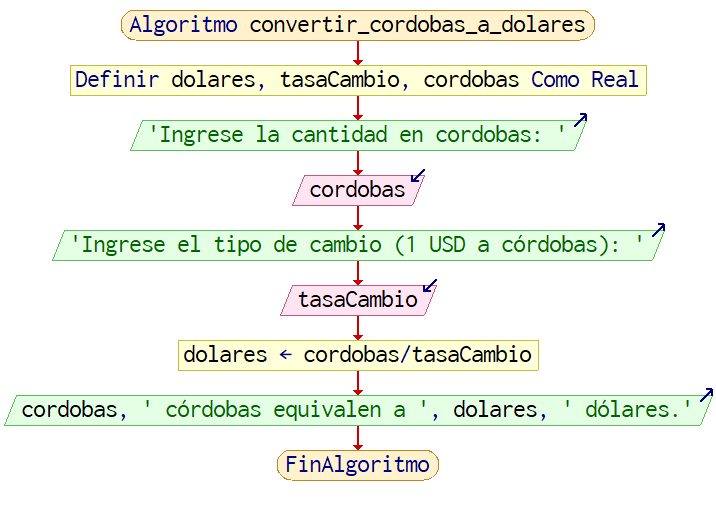 Algoritmo convertir_cordobas_a_dolares
Definir dolares, tasaCambio, cordobas Como Real
'Ingrese la cantidad en cordobas: '
cordobas
'Ingrese el tipo de cambio (1 USD a córdobas): '
tasaCambio
dolares ← cordobas/tasaCambio
cordobas, ' córdobas equivalen a ', dolares, ' dólares.'
FinAlgoritmo